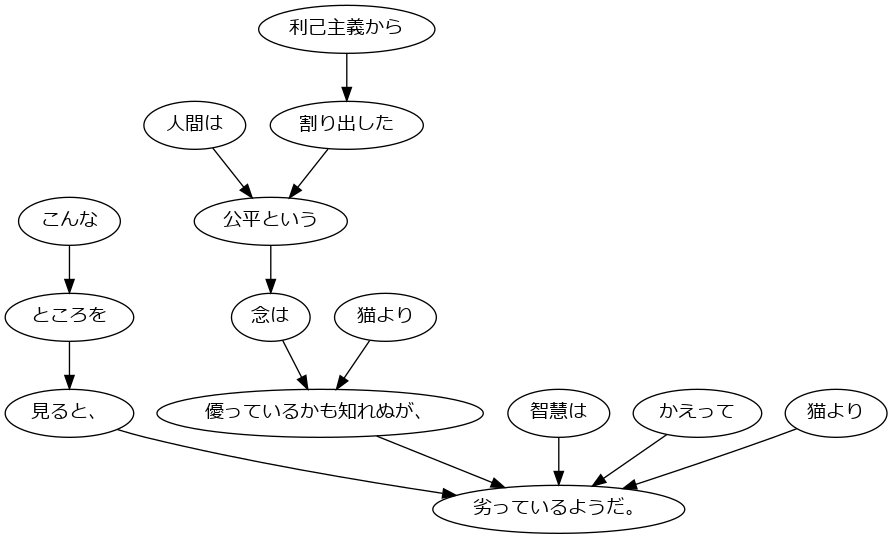 利己主義から
人間は
割り出した
こんな
公平という
ところを
念は
猫より
見ると、
優っているかも知れぬが、
智慧は
かえって
猫より
劣っているようだ。